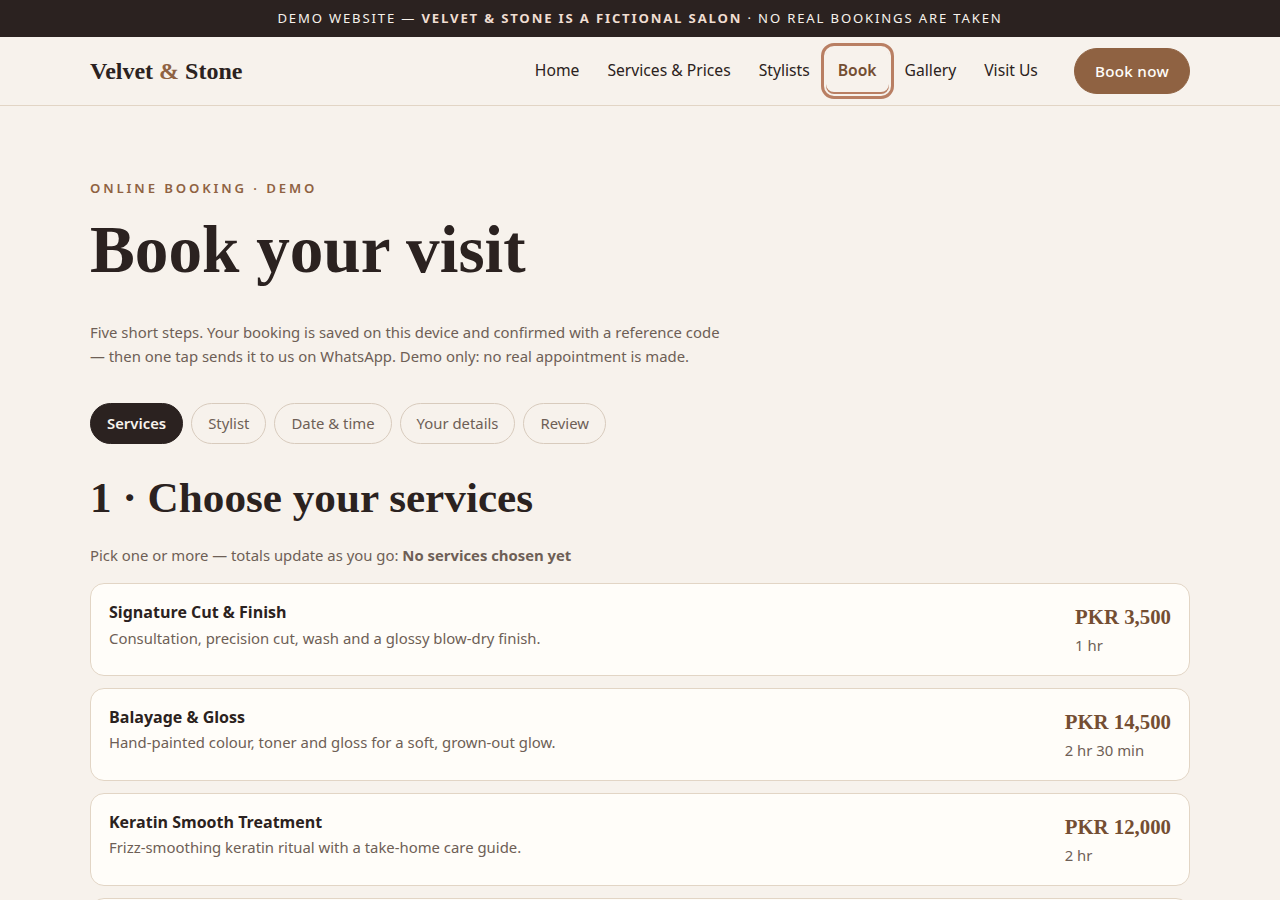 DEMO WEBSITE — VELVET & STONE IS A FICTIONAL SALON · NO REAL BOOKINGS ARE TAKEN
Velvet & Stone
Home
Services & Prices
Stylists
Book
Gallery
Visit Us
Book now
ONLINE BOOKING · DEMO
Book your visit
Five short steps. Your booking is saved on this device and confirmed with a reference code
— then one tap sends it to us on WhatsApp. Demo only: no real appointment is made.
Services
Stylist
Date & time
Your details
Review
1 · Choose your services
Pick one or more — totals update as you go: No services chosen yet
Signature Cut & Finish
Consultation, precision cut, wash and a glossy blow-dry finish.
PKR 3,500
1 hr
Balayage & Gloss
Hand-painted colour, toner and gloss for a soft, grown-out glow.
PKR 14,500
2 hr 30 min
Keratin Smooth Treatment
Frizz-smoothing keratin ritual with a take-home care guide.
PKR 12,000
2 hr